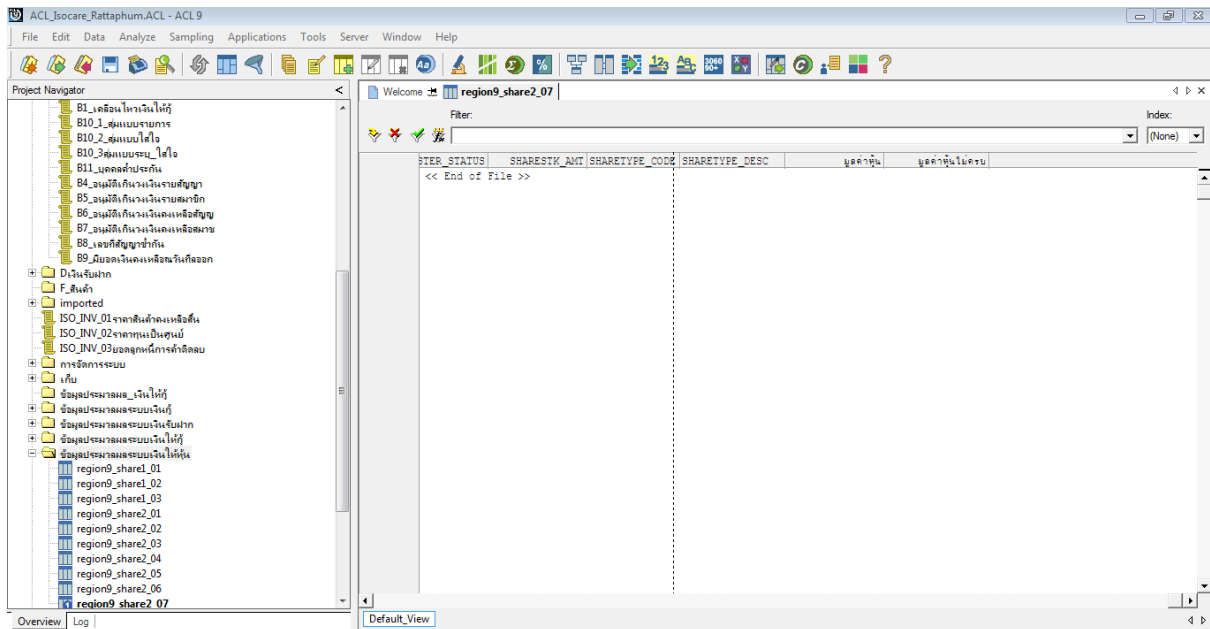 ACL_Isocare_Rattaphum.ACL - ACL 9
File Edit Data Analyze Sampling Applications Tools Server Window Help
Project Navigator <
B1_เคลื่อนไหวเงินให้กู้
B10_1_สุ่มแบบรายการ
B10_2_สุ่มแบบใส่ใจ
B10_3สุ่มแบบระบุ_ใส่ใจ
B11_บุคคลค้ำประกัน
B4_อนุมัติเกินวงเงินรายสัญญา
B5_อนุมัติเกินวงเงินรายสมาชิก
B6_อนุมัติเกินวงเงินคงเหลือสัญญ
B7_อนุมัติเกินวงเงินคงเหลือสมาช
B8_เลขที่สัญญาซ้ำกัน
B9_มียอดเงินคงเหลือณวันที่ลออก
Dเงินรับฝาก
F_สินค้า
imported
ISO_INV_01ราคาสินค้าคงเหลือสิ้น
ISO_INV_02ราคาทุนเป็นศูนย์
ISO_INV_03ยอดลูกหนี้การค้าติดลบ
การจัดการระบบ
เก็บ
ข้อมูลประมวลผล_เงินให้กู้
ข้อมูลประมวลผลระบบเงินกู้
ข้อมูลประมวลผลระบบเงินรับฝาก
ข้อมูลประมวลผลระบบเงินให้กู้
ข้อมูลประมวลผลระบบเงินให้หุ้น
region9_share1_01
region9_share1_02
region9_share1_03
region9_share2_01
region9_share2_02
region9_share2_03
region9_share2_04
region9_share2_05
region9_share2_06
region9_share2_07
Overview Log
Welcome region9_share2_07
Filter: Index:
(None)
STER_STATUS SHARESTK_AMT SHARETYPE_CODE SHARETYPE_DESC มูลค่าหุ้น มูลค่าหุ้นไม่ครบ
<< End of File >>
Default_View